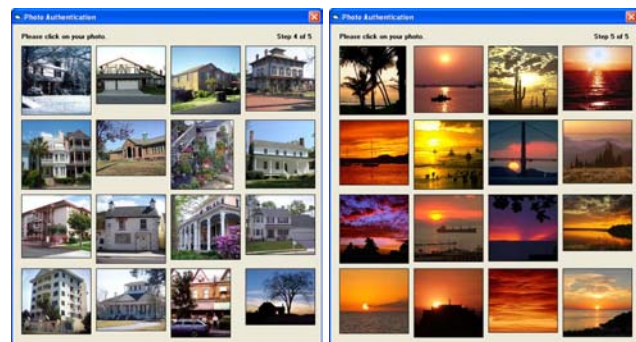 Photo Authentication
Please click on your photo. Step 4 of 5
Photo Authentication
Please click on your photo. Step 5 of 5